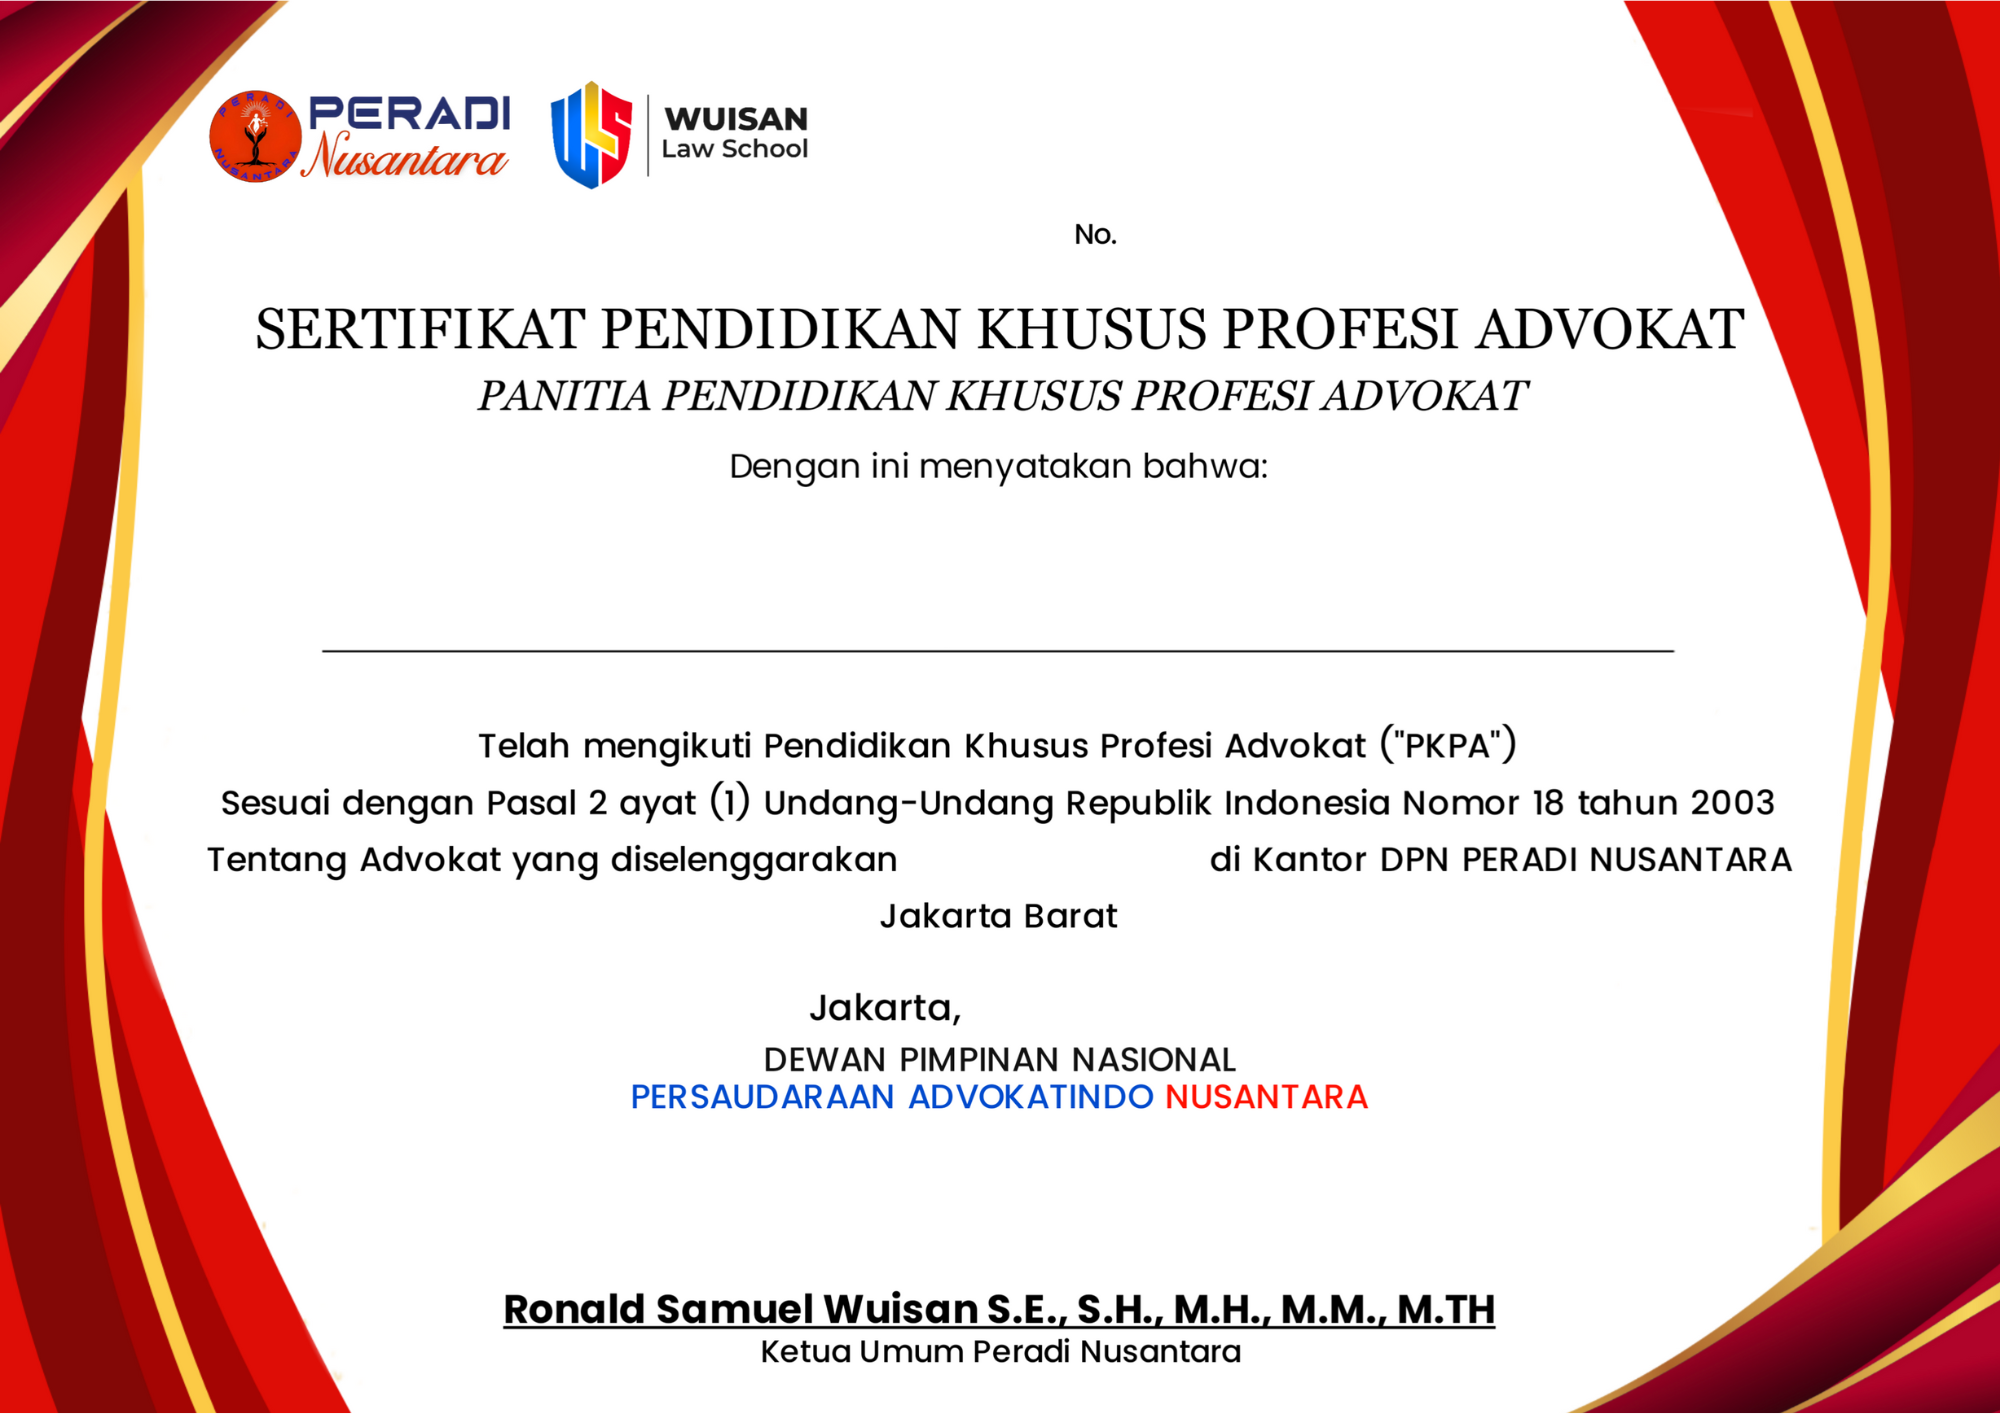 PERADI
NUSANTARA
PERADI
Nusantara
WLS
WUISAN
Law School
No.
SERTIFIKAT PENDIDIKAN KHUSUS PROFESI ADVOKAT
PANITIA PENDIDIKAN KHUSUS PROFESI ADVOKAT
Dengan ini menyatakan bahwa:
Telah mengikuti Pendidikan Khusus Profesi Advokat ("PKPA")
Sesuai dengan Pasal 2 ayat (1) Undang-Undang Republik Indonesia Nomor 18 tahun 2003
Tentang Advokat yang diselenggarakan di Kantor DPN PERADI NUSANTARA
Jakarta Barat
Jakarta,
DEWAN PIMPINAN NASIONAL
PERSAUDARAAN ADVOKATINDO NUSANTARA
Ronald Samuel Wuisan S.E., S.H., M.H., M.M., M.TH
Ketua Umum Peradi Nusantara